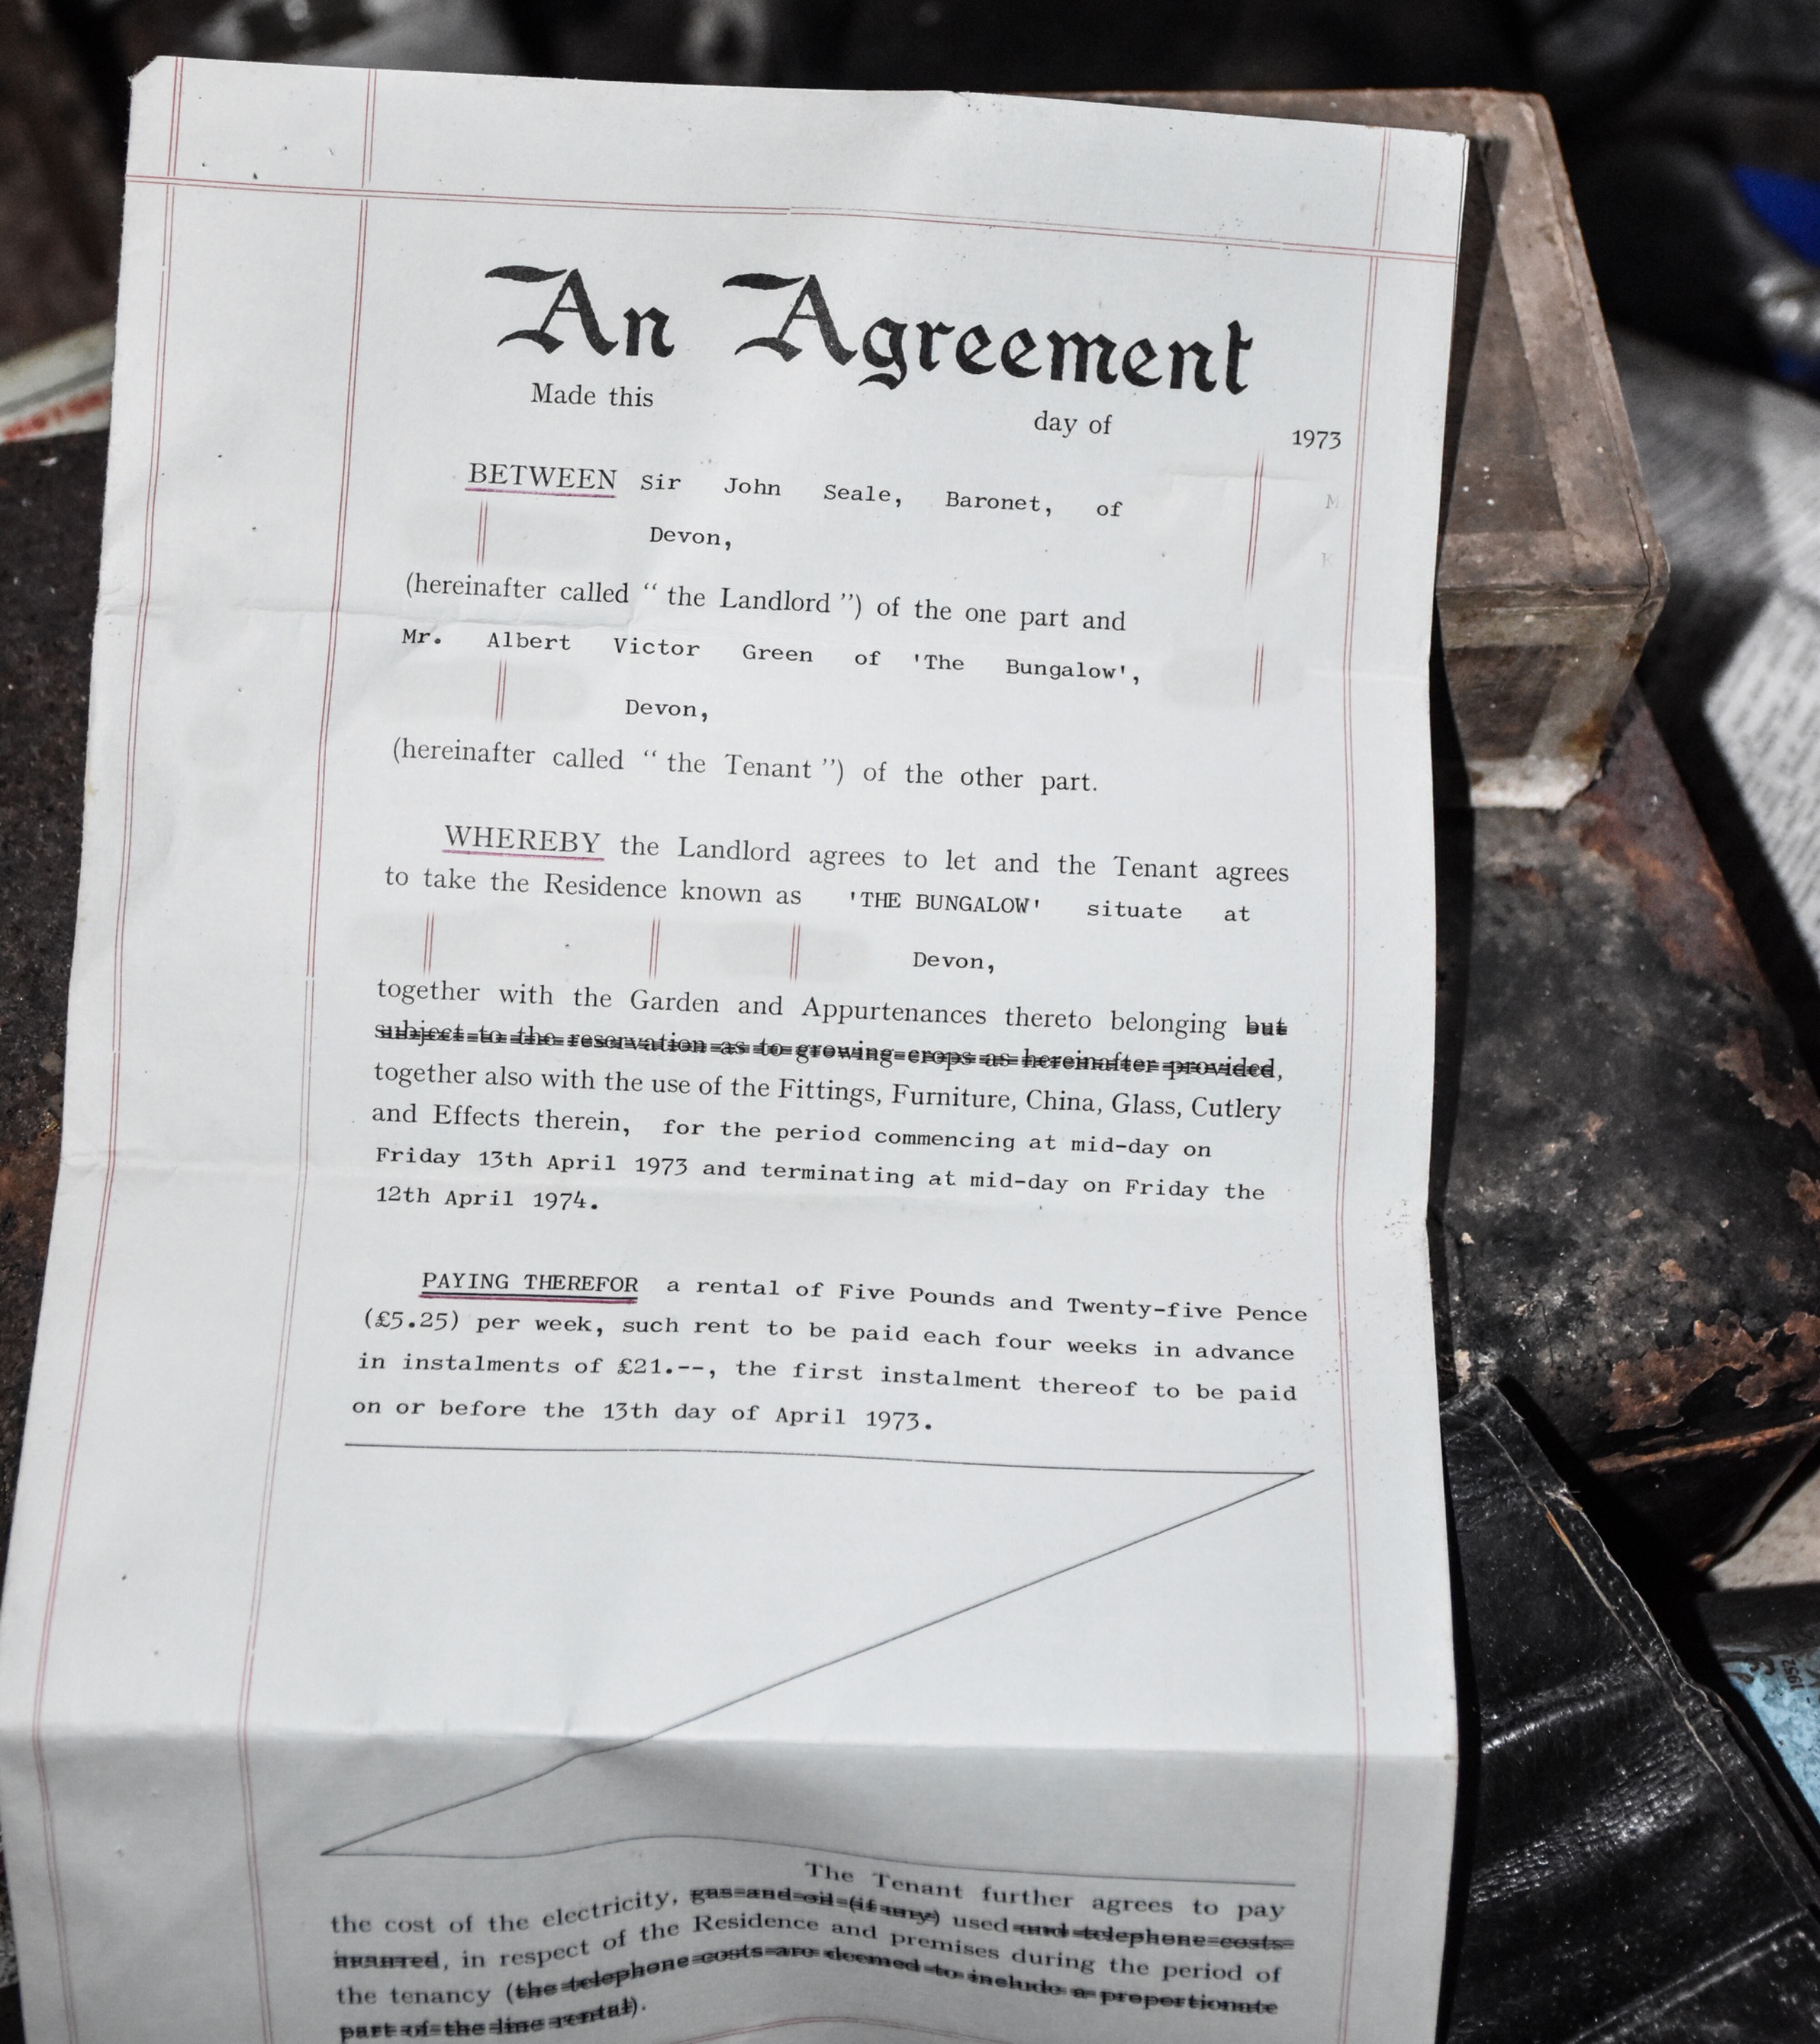 An Agreement
Made this day of 1973
BETWEEN Sir John Seale, Baronet, of
Devon,
(hereinafter called “ the Landlord ”) of the one part and
Mr. Albert Victor Green of 'The Bungalow',
Devon,
(hereinafter called “ the Tenant ”) of the other part.
WHEREBY the Landlord agrees to let and the Tenant agrees
to take the Residence known as 'THE BUNGALOW' situate at
Devon,
together with the Garden and Appurtenances thereto belonging but
subject to the reservation as to growing crops as hereinafter provided,
together also with the use of the Fittings, Furniture, China, Glass, Cutlery
and Effects therein, for the period commencing at mid-day on
Friday 13th April 1973 and terminating at mid-day on Friday the
12th April 1974.
PAYING THEREFOR a rental of Five Pounds and Twenty-five Pence
(£5.25) per week, such rent to be paid each four weeks in advance
in instalments of £21.--, the first instalment thereof to be paid
on or before the 13th day of April 1973.
The Tenant further agrees to pay
the cost of the electricity, gas and oil (if any) used and telephone costs
incurred, in respect of the Residence and premises during the period of
the tenancy (the telephone costs are deemed to include a proportionate
part of the line rental).
1952